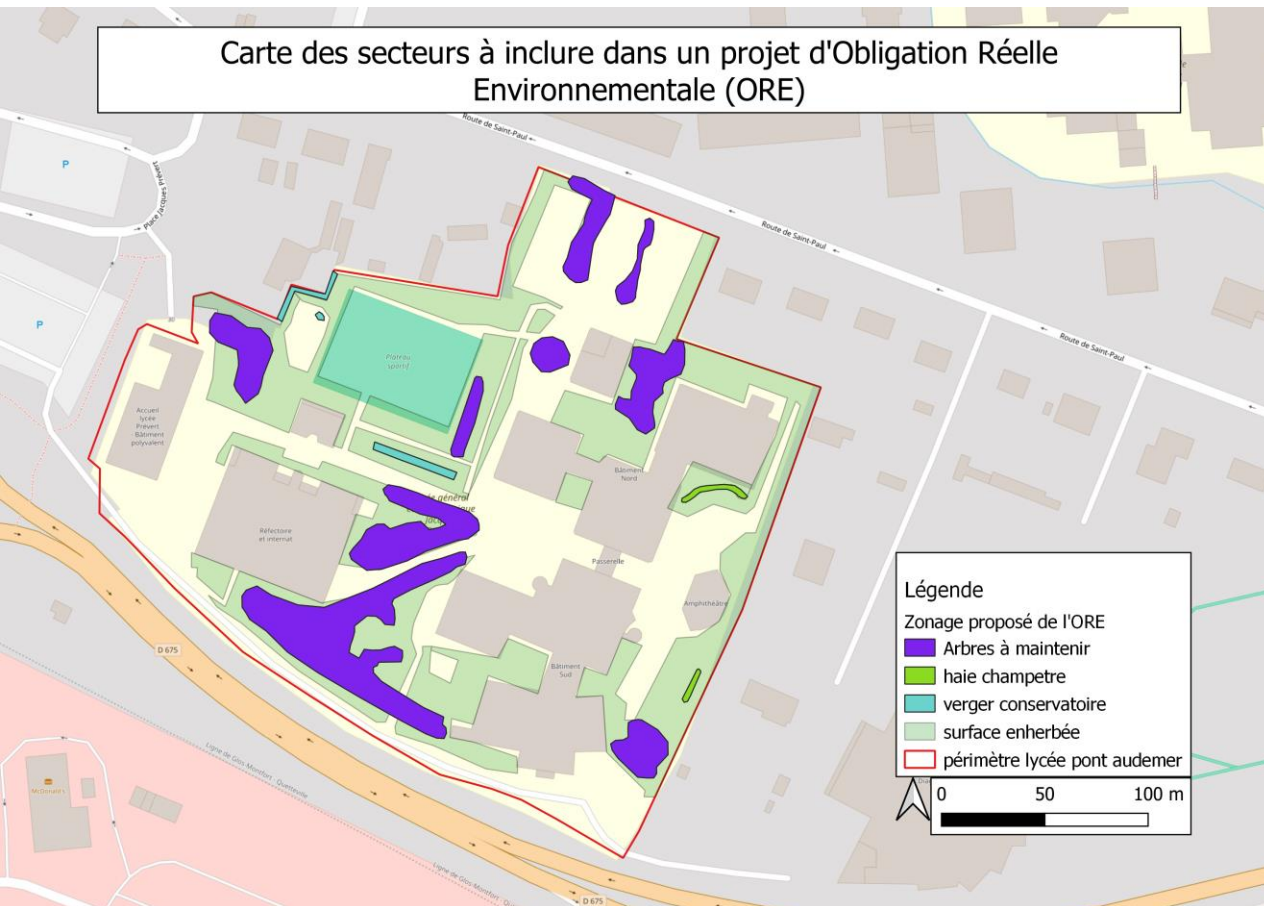 Carte des secteurs à inclure dans un projet d'Obligation Réelle
Environnementale (ORE)
Route de Saint-Paul
P
Place Jacques Prévert
Route de Saint-Paul
P
Plateau
sportif
Route de Saint-Paul
Accueil
lycée
Prévert
Bâtiment
polyvalent
Bâtiment
Nord
général
Réfectoire
et internat
Passerelle
Amphithéâtre
D 675
Bâtiment
Sud
Ligne de Glos-Montfort - Quetteville
McDonalds
Ligne de Glos-Montfort - Quetteville
D 675
Légende
Zonage proposé de l'ORE
Arbres à maintenir
haie champetre
verger conservatoire
surface enherbée
périmètre lycée pont audemer
0 50 100 m